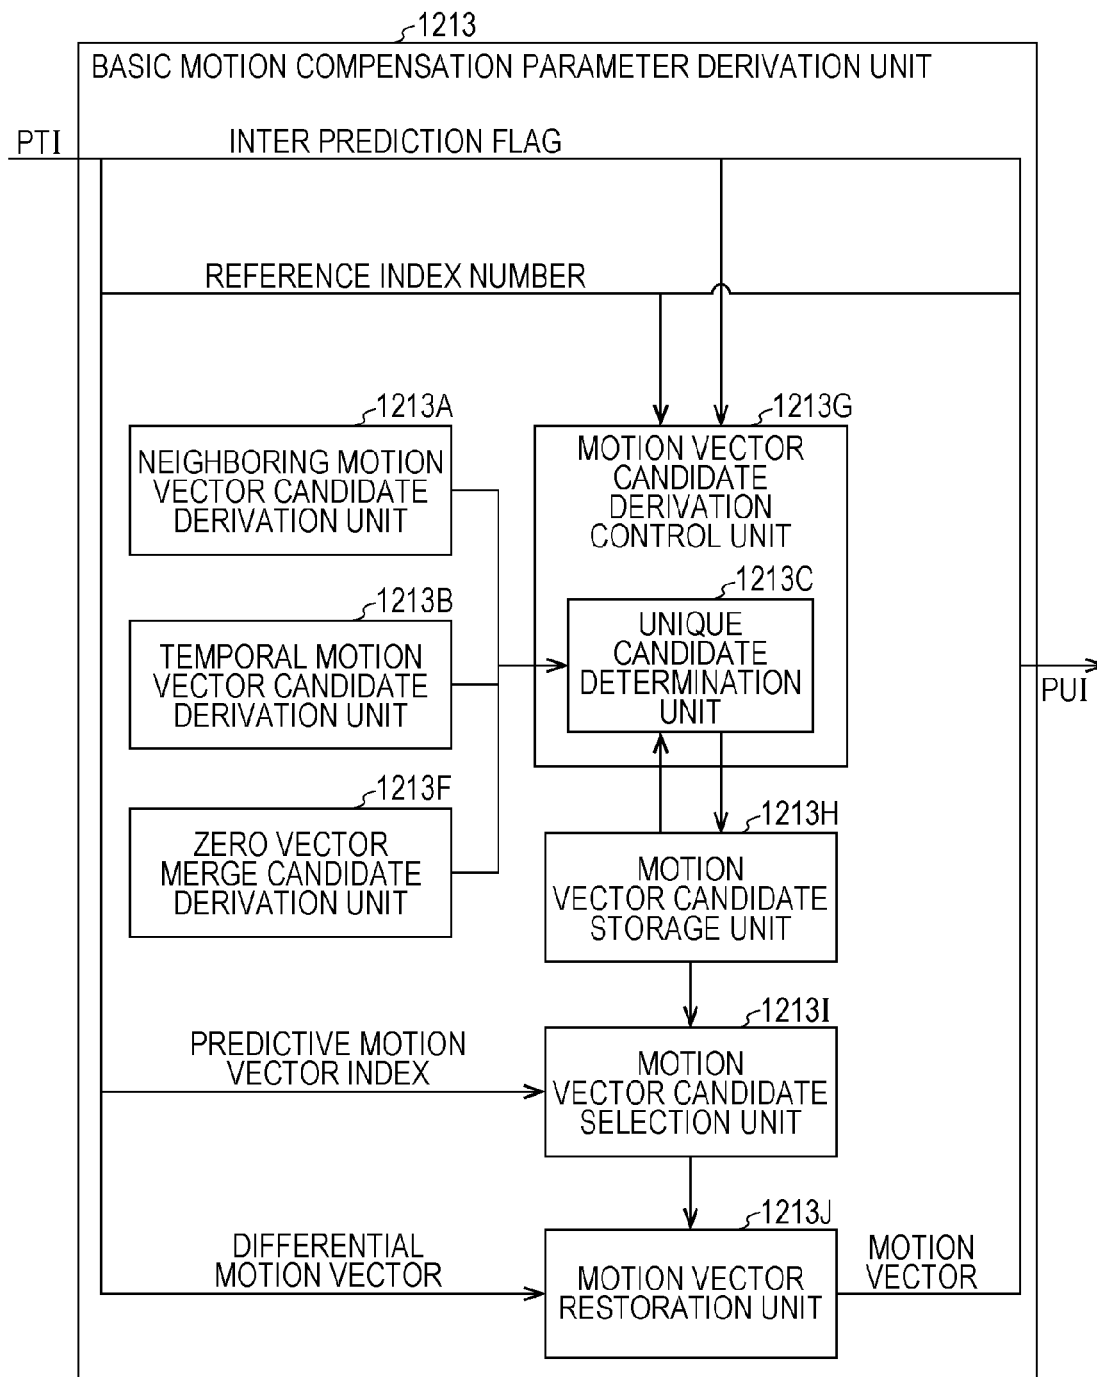 1213
BASIC MOTION COMPENSATION PARAMETER DERIVATION UNIT
PTI
INTER PREDICTION FLAG
REFERENCE INDEX NUMBER
1213A
NEIGHBORING MOTION
VECTOR CANDIDATE
DERIVATION UNIT
1213G
MOTION VECTOR
CANDIDATE
DERIVATION
CONTROL UNIT
1213C
UNIQUE
CANDIDATE
DETERMINATION
UNIT
1213B
TEMPORAL MOTION
VECTOR CANDIDATE
DERIVATION UNIT
PUI
1213F
ZERO VECTOR
MERGE CANDIDATE
DERIVATION UNIT
1213H
MOTION
VECTOR CANDIDATE
STORAGE UNIT
1213I
PREDICTIVE MOTION
VECTOR INDEX
MOTION
VECTOR CANDIDATE
SELECTION UNIT
1213J
DIFFERENTIAL
MOTION VECTOR
MOTION VECTOR
RESTORATION UNIT
MOTION
VECTOR